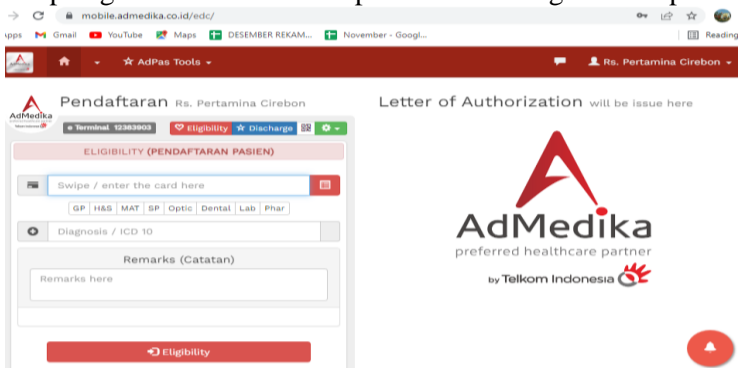 mobile.admedika.co.id/edc/
Gmail YouTube Maps DESEMBER REKAM... November - Googl... Reading
AdPas Tools Rs. Pertamina Cirebon
AdMedika
Pendaftaran Rs. Pertamina Cirebon
Letter of Authorization will be issue here
Terminal 12383903 Eligibility Discharge
ELIGIBILITY (PENDAFTARAN PASIEN)
Swipe / enter the card here
GP H&S MAT SP Optic Dental Lab Phar
Diagnosis / ICD 10
Remarks (Catatan)
Remarks here
Eligibility
AdMedika
preferred healthcare partner
by Telkom Indonesia